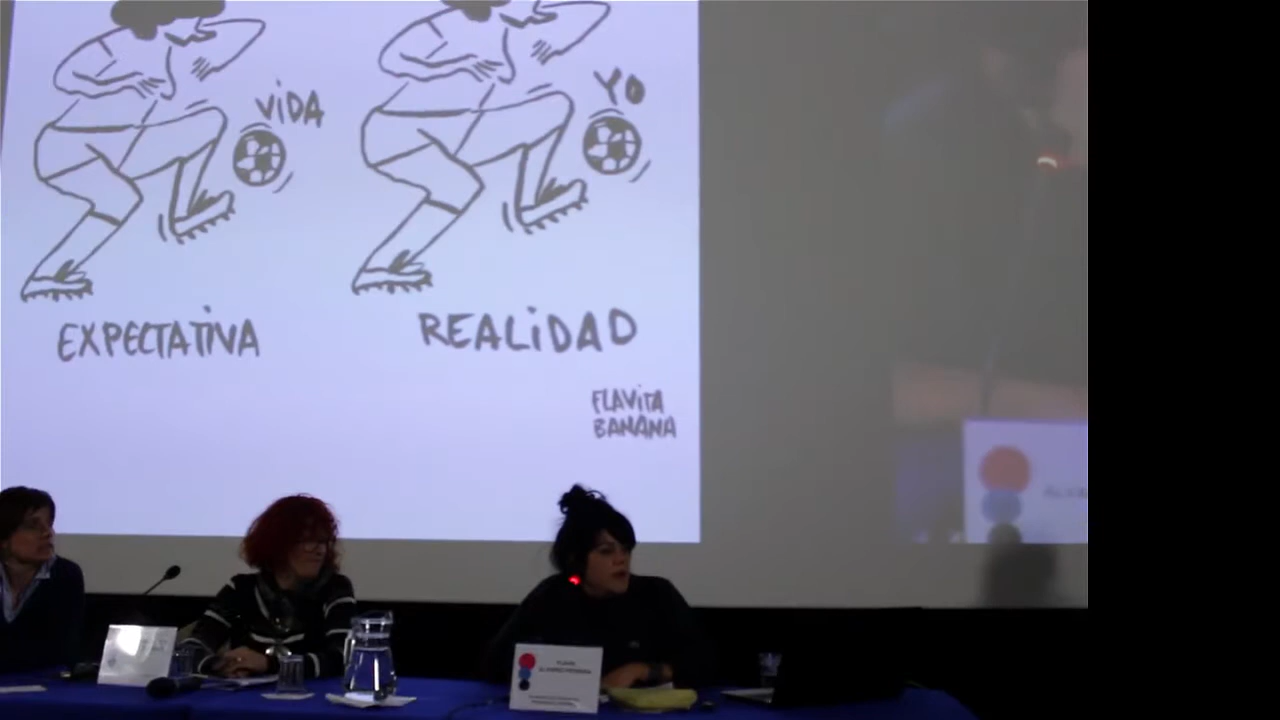 VIDA
YO
EXPECTATIVA
REALIDAD
FLAVITA
BANANA